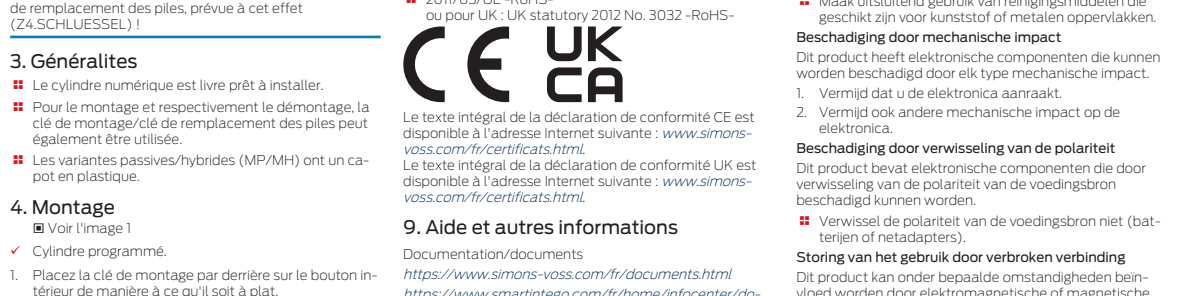 de remplacement des piles, prévue à cet effet
(Z4.SCHLUESSEL) !
3. Généralites
Le cylindre numérique est livre prêt à installer.
Pour le montage et respectivement le démontage, la
clé de montage/clé de remplacement des piles peut
également être utilisée.
Les variantes passives/hybrides (MP/MH) ont un ca-
pot en plastique.
4. Montage
Voir l'image 1
Cylindre programmé.
1. Placez la clé de montage par derrière sur le bouton in-
térieur de manière à ce qu'il soit à plat.
2011/65/UE -RoHS-
ou pour UK : UK statutory 2012 No. 3032 -RoHS-
CE UK
CA
Le texte intégral de la déclaration de conformité CE est
disponible à l'adresse Internet suivante : www.simons-
voss.com/fr/certificats.html.
Le texte intégral de la déclaration de conformité UK est
disponible à l'adresse Internet suivante : www.simons-
voss.com/fr/certificats.html.
9. Aide et autres informations
Documentation/documents
https://www.simons-voss.com/fr/documents.html
https://www.smartintego.com/fr/home/infocenter/do-
Maak uitsluitend gebruik van reinigingsmiddelen die
geschikt zijn voor kunststof of metalen oppervlakken.
Beschadiging door mechanische impact
Dit product heeft elektronische componenten die kunnen
worden beschadigd door elk type mechanische impact.
1. Vermijd dat u de elektronica aanraakt.
2. Vermijd ook andere mechanische impact op de
elektronica.
Beschadiging door verwisseling van de polariteit
Dit product bevat elektronische componenten die door
verwisseling van de polariteit van de voedingsbron
beschadigd kunnen worden.
Verwissel de polariteit van de voedingsbron niet (bat-
terijen of netadapters).
Storing van het gebruik door verbroken verbinding
Dit product kan onder bepaalde omstandigheden beïn-
vloed worden door elektromagnetische of magnetische